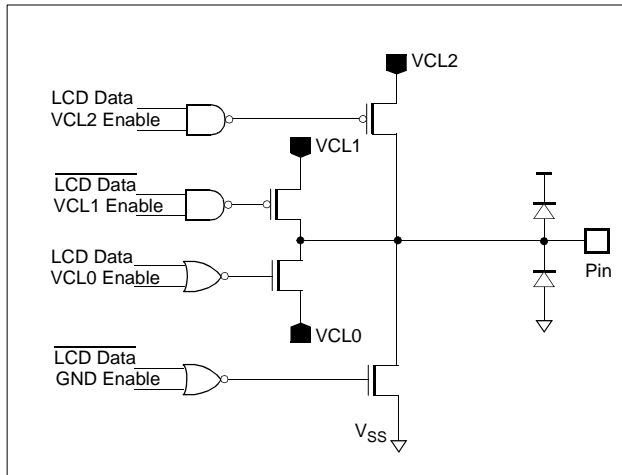 VCL2
LCD Data
VCL2 Enable
VCL1
LCD Data
VCL1 Enable
LCD Data
VCL0 Enable
Pin
VCL0
LCD Data
GND Enable
VSS